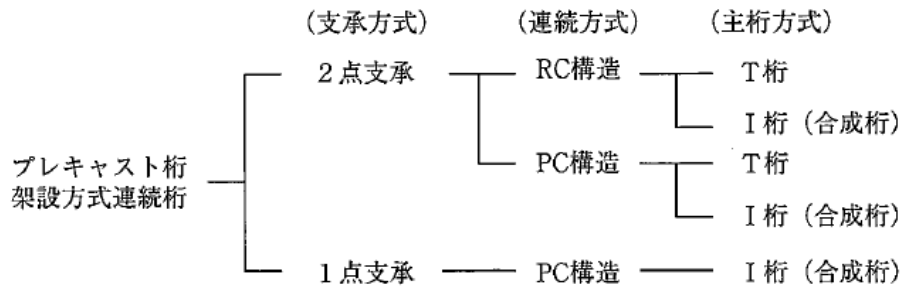 (支承方式) (連続方式) (主桁方式)
2点支承 RC構造 T桁
I桁(合成桁)
プレキャスト桁
架設方式連続桁
PC構造 T桁
I桁(合成桁)
1点支承 PC構造 I桁(合成桁)